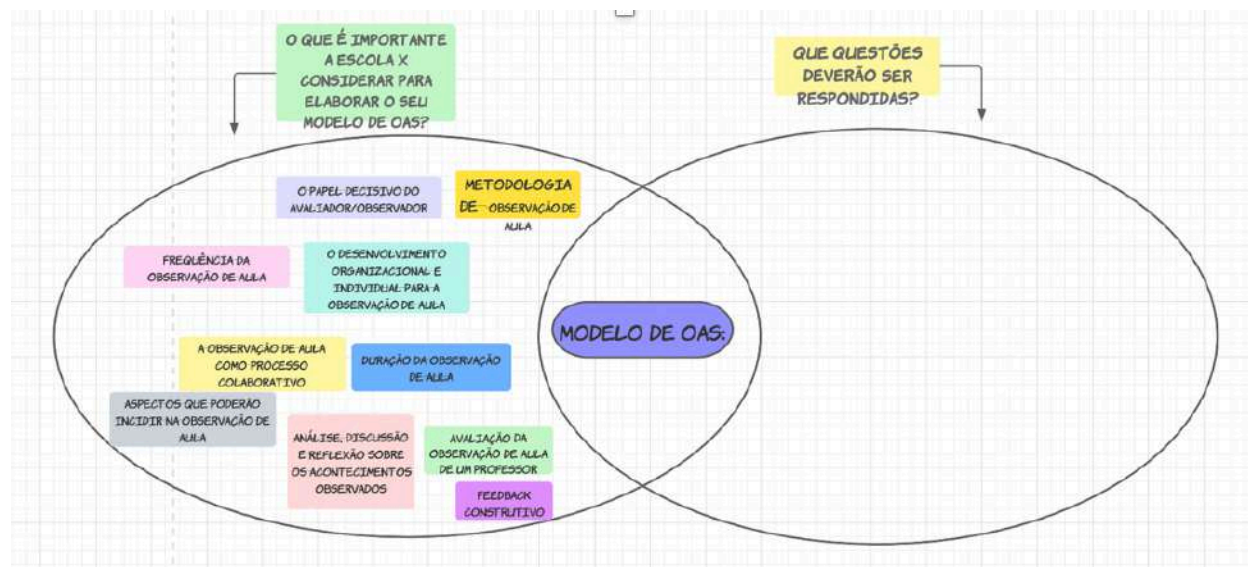 O QUE É IMPORTANTE
A ESCOLA X
CONSIDERAR PARA
ELABORAR O SEU
MODELO DE OAS?
QUE QUESTÕES
DEVERÃO SER
RESPONDIDAS?
O PAPEL DECISIVO DO
AVALIADOR/OBSERVADOR
METODOLOGIA
DE OBSERVAÇÃO DE
AULA
FREQUÊNCIA DA
OBSERVAÇÃO DE AULA
O DESENVOLVIMENTO
ORGANIZACIONAL E
INDIVIDUAL PARA A
OBSERVAÇÃO DE AULA
MODELO DE OAS:
A OBSERVAÇÃO DE AULA
COMO PROCESSO
COLABORATIVO
DURAÇÃO DA OBSERVAÇÃO
DE AULA
ASPECTOS QUE PODERÃO
INCIDIR NA OBSERVAÇÃO DE
AULA
ANÁLISE, DISCUSSÃO
E REFLEXÃO SOBRE
OS ACONTECIMENTOS
OBSERVADOS
AVALIAÇÃO DA
OBSERVAÇÃO DE AULA
DE UM PROFESSOR
FEEDBACK
CONSTRUTIVO